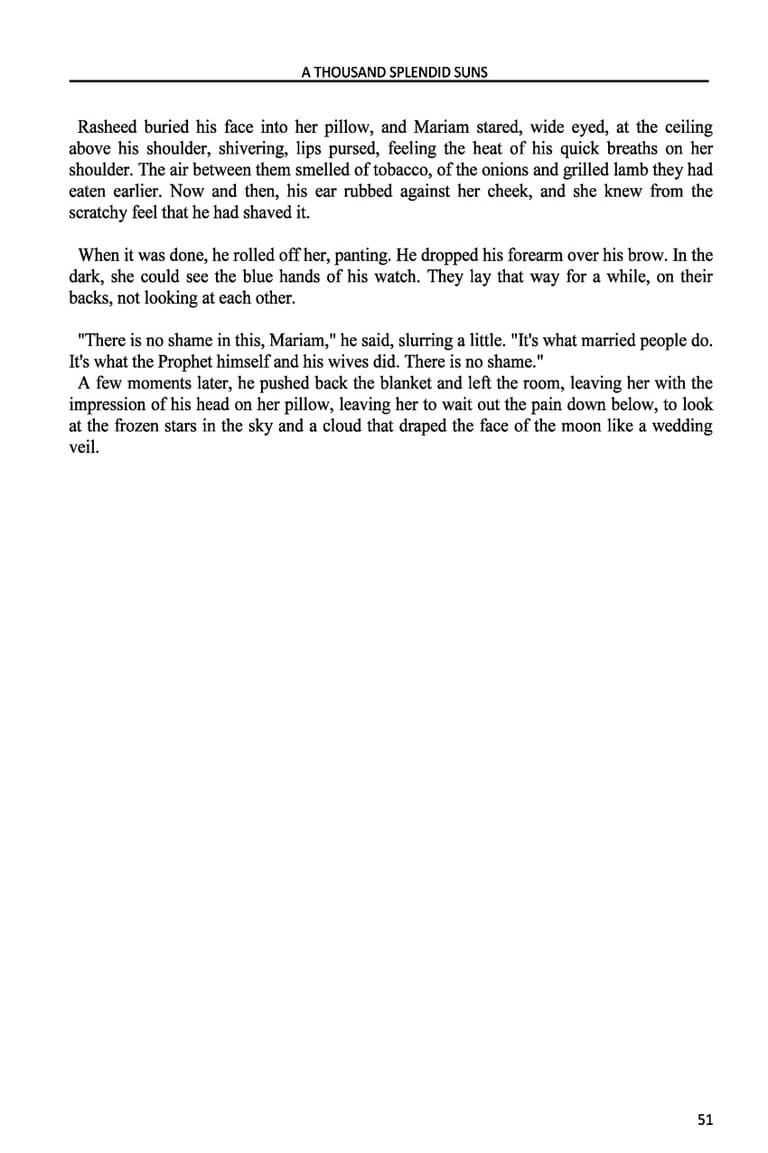 A THOUSAND SPLENDID SUNS
Rasheed buried his face into her pillow, and Mariam stared, wide eyed, at the ceiling
above his shoulder, shivering, lips pursed, feeling the heat of his quick breaths on her
shoulder. The air between them smelled of tobacco, of the onions and grilled lamb they had
eaten earlier. Now and then, his ear rubbed against her cheek, and she knew from the
scratchy feel that he had shaved it.
When it was done, he rolled off her, panting. He dropped his forearm over his brow. In the
dark, she could see the blue hands of his watch. They lay that way for a while, on their
backs, not looking at each other.
"There is no shame in this, Mariam," he said, slurring a little. "It's what married people do.
It's what the Prophet himself and his wives did. There is no shame."
A few moments later, he pushed back the blanket and left the room, leaving her with the
impression of his head on her pillow, leaving her to wait out the pain down below, to look
at the frozen stars in the sky and a cloud that draped the face of the moon like a wedding
veil.
51